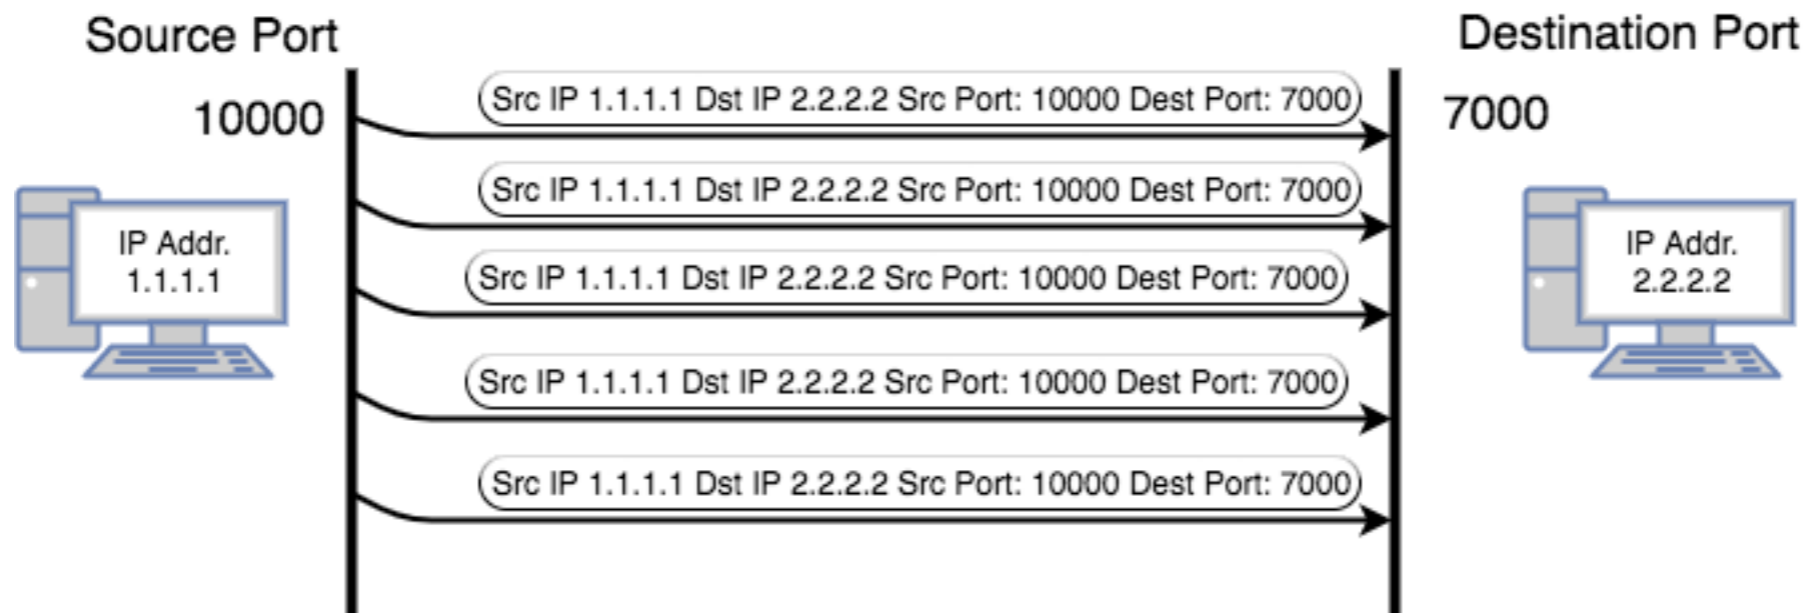 Source Port
Destination Port
10000
7000
Src IP 1.1.1.1 Dst IP 2.2.2.2 Src Port: 10000 Dest Port: 7000
Src IP 1.1.1.1 Dst IP 2.2.2.2 Src Port: 10000 Dest Port: 7000
Src IP 1.1.1.1 Dst IP 2.2.2.2 Src Port: 10000 Dest Port: 7000
Src IP 1.1.1.1 Dst IP 2.2.2.2 Src Port: 10000 Dest Port: 7000
Src IP 1.1.1.1 Dst IP 2.2.2.2 Src Port: 10000 Dest Port: 7000
IP Addr.
1.1.1.1
IP Addr.
2.2.2.2